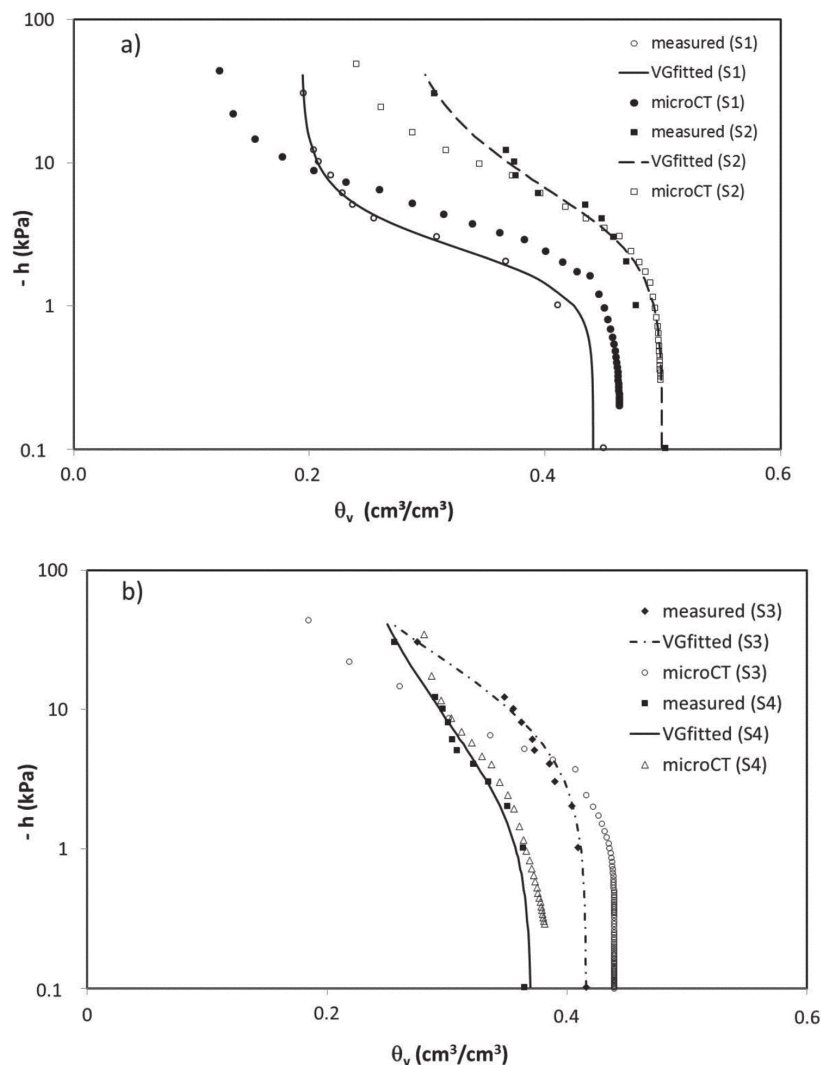 a)
100
10
1
0.1
- h (kPa)
0.0
0.2
0.4
0.6
θv (cm³/cm³)
measured (S1)
VGfitted (S1)
microCT (S1)
measured (S2)
VGfitted (S2)
microCT (S2)
b)
100
10
1
0.1
- h (kPa)
0
0.2
0.4
0.6
θv (cm³/cm³)
measured (S3)
VGfitted (S3)
microCT (S3)
measured (S4)
VGfitted (S4)
microCT (S4)